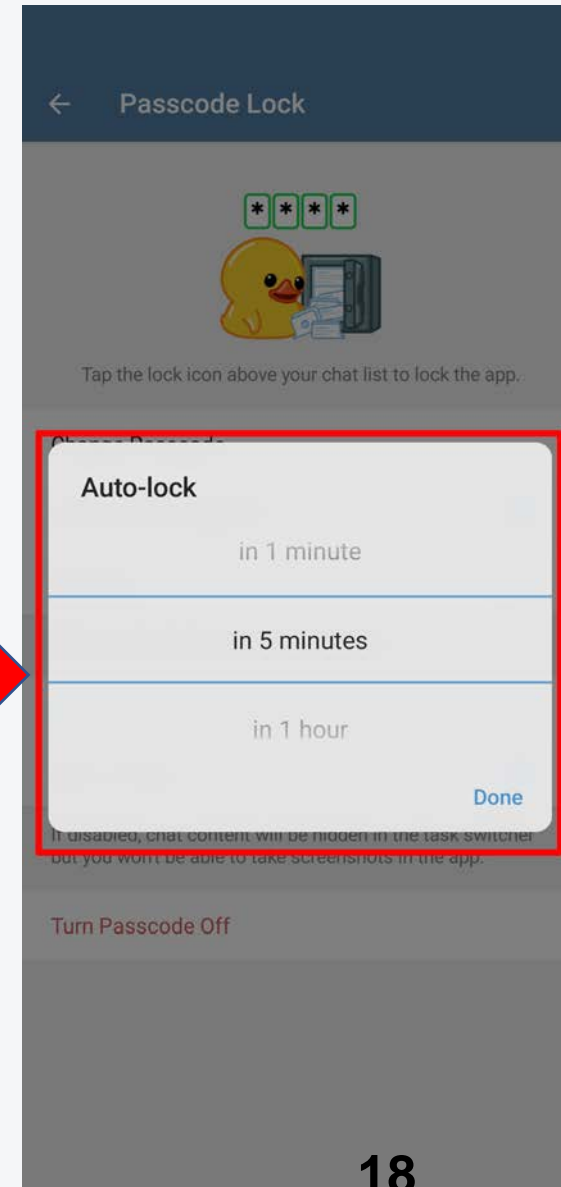 Passcode Lock
* * * *
Tap the lock icon above your chat list to lock the app.
Change Passcode
Auto-lock
in 1 minute
in 5 minutes
in 1 hour
Done
If disabled, chat content will be hidden in the task switcher
but you won't be able to take screenshots in the app.
Turn Passcode Off
18